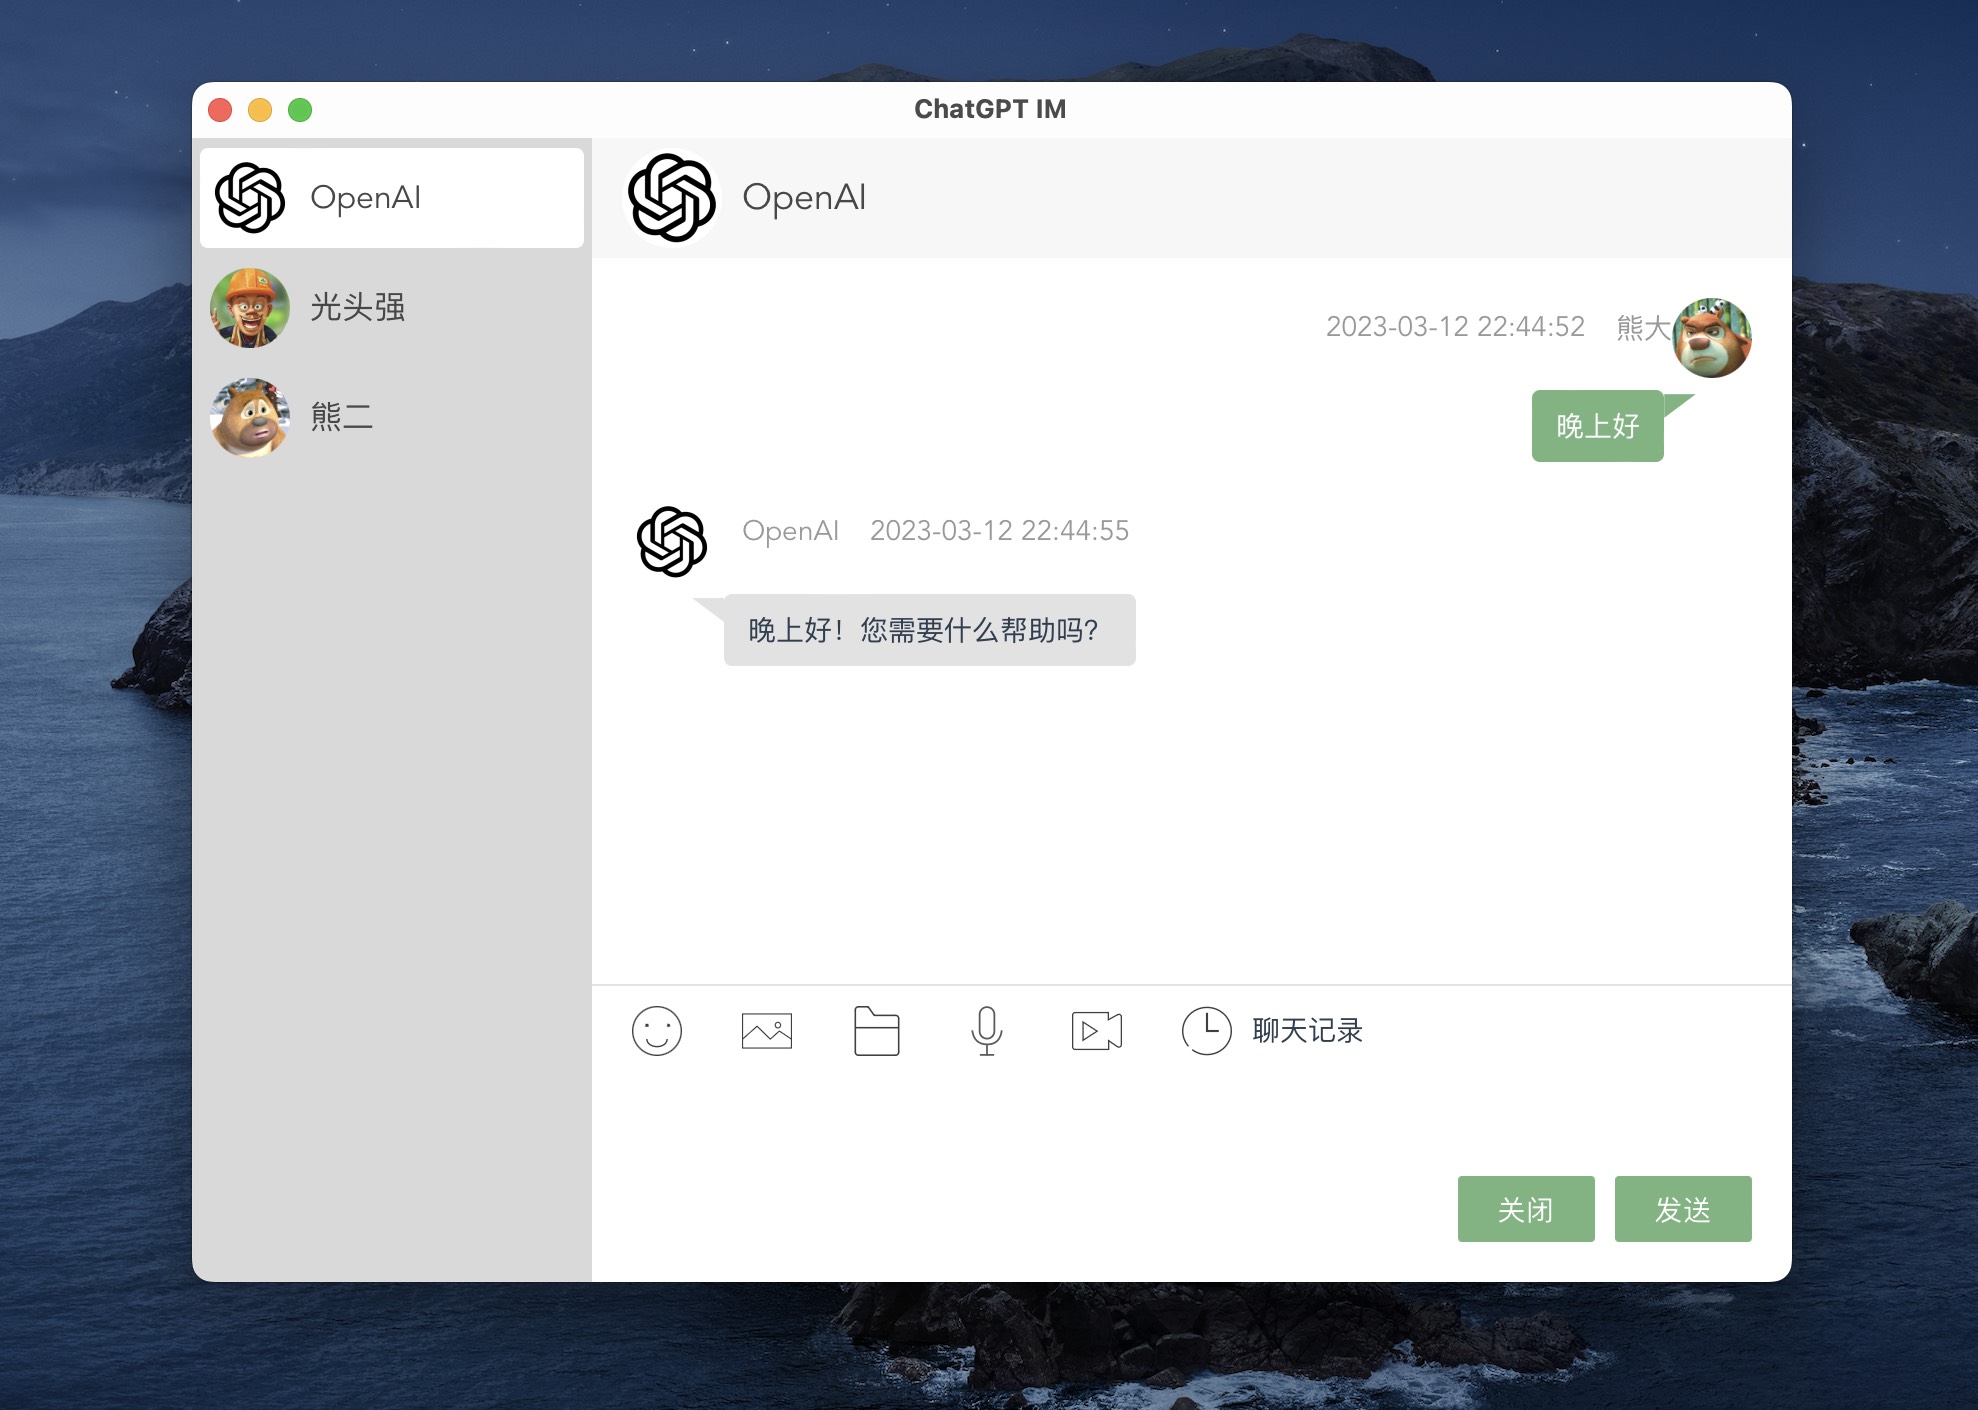 ChatGPT IM
OpenAI
光头强
熊二
OpenAI
2023-03-12 22:44:52 熊大
晚上好
OpenAI 2023-03-12 22:44:55
晚上好！您需要什么帮助吗？
聊天记录
关闭 发送